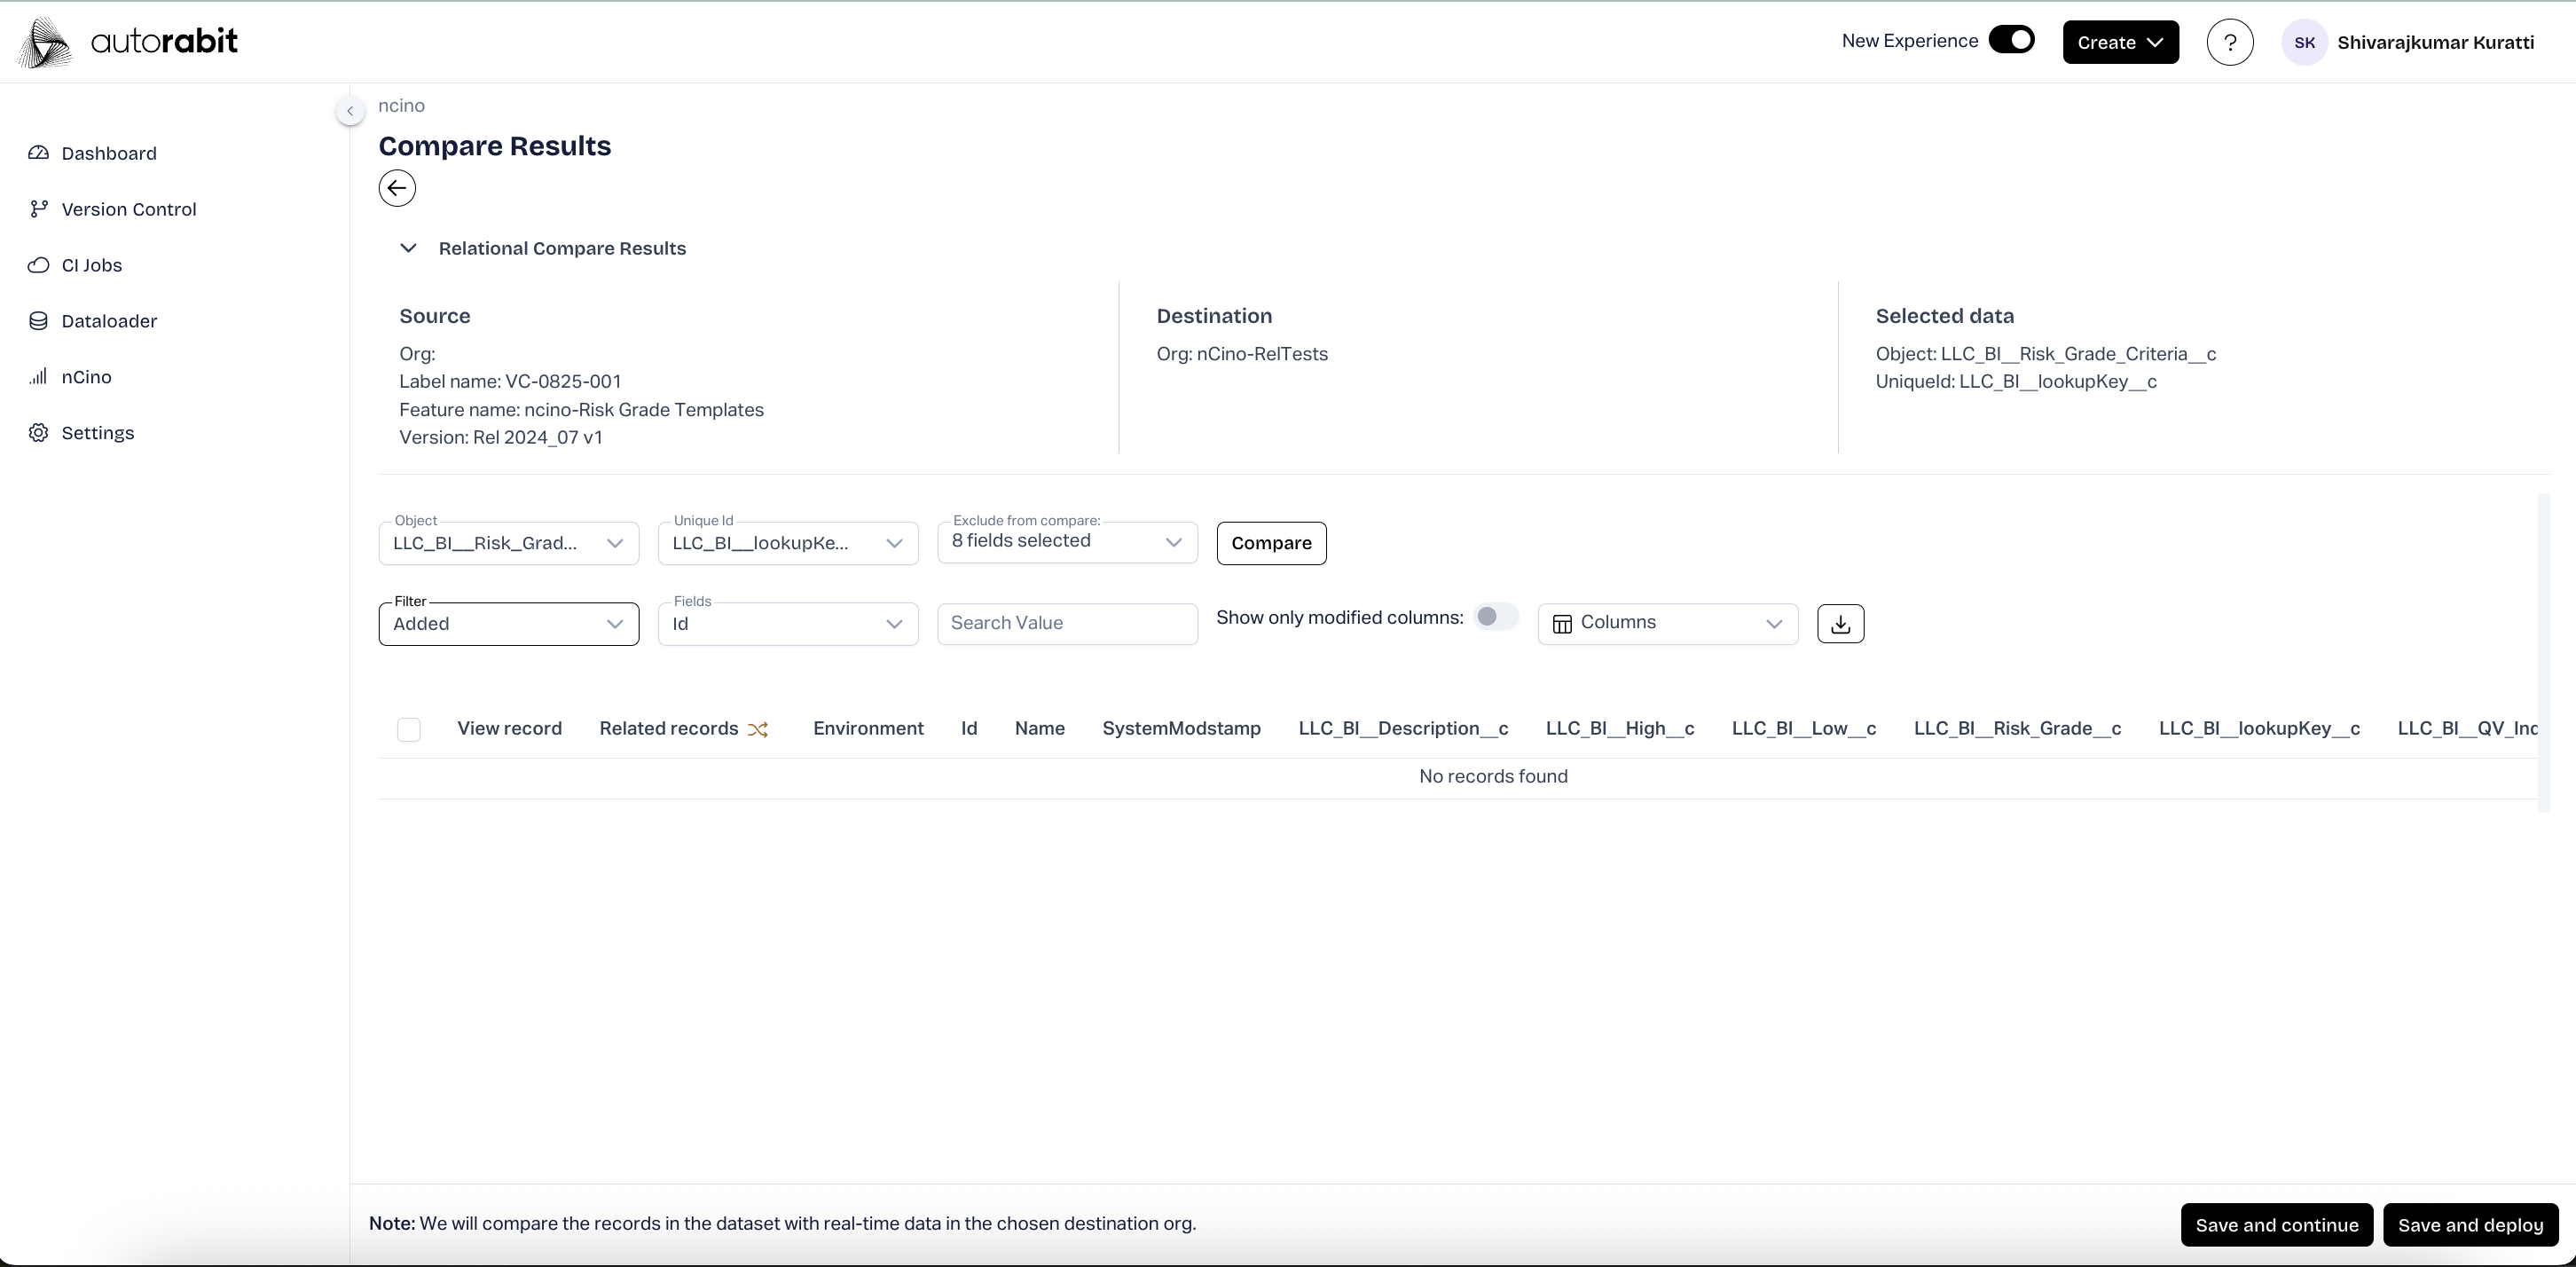 autorabit
New Experience
Create
?
SK
Shivarajkumar Kuratti
Dashboard
Version Control
CI Jobs
Dataloader
nCino
Settings
ncino
Compare Results
Relational Compare Results
Source
Org:
Label name: VC-0825-001
Feature name: ncino-Risk Grade Templates
Version: Rel 2024_07 v1
Destination
Org: nCino-RelTests
Selected data
Object: LLC_BI__Risk_Grade_Criteria__c
UniqueId: LLC_BI__lookupKey__c
Object
LLC_BI__Risk_Grad...
Unique Id
LLC_BI__lookupKe...
Exclude from compare:
8 fields selected
Compare
Filter
Added
Fields
Id
Search Value
Show only modified columns:
Columns
View record Related records Environment Id Name SystemModstamp LLC_BI__Description__c LLC_BI__High__c LLC_BI__Low__c LLC_BI__Risk_Grade__c LLC_BI__lookupKey__c LLC_BI__QV_Ind
No records found
Note: We will compare the records in the dataset with real-time data in the chosen destination org.
Save and continue
Save and deploy